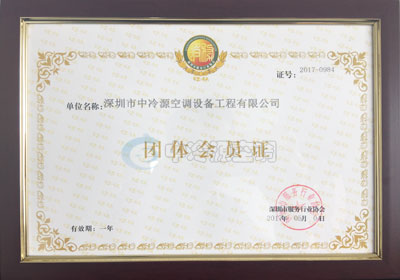 证号：2017-0984
单位名称：深圳市中冷源空调设备工程有限公司
团体会员证
深圳市服务行业协会
有效期：一年